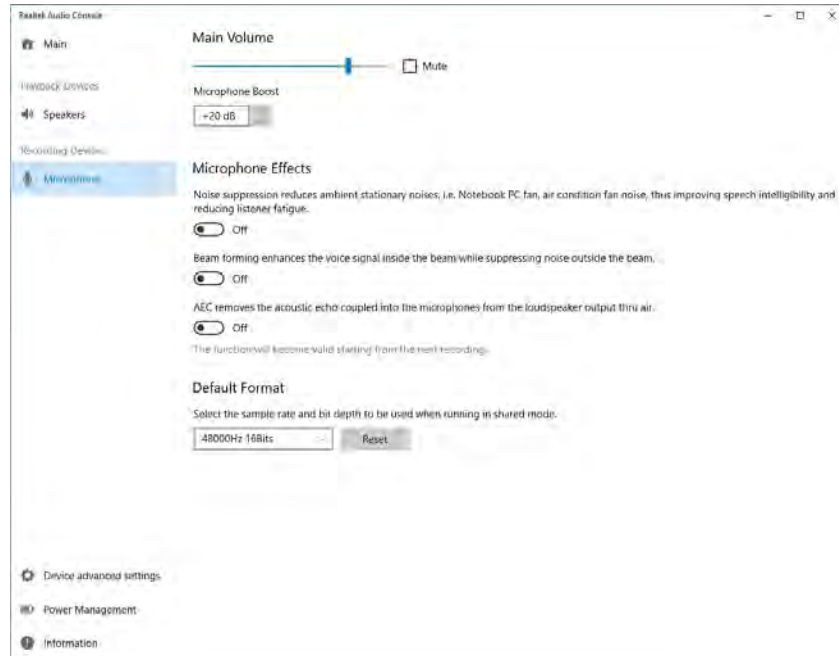 Realtek Audio Console
Main
Playback Devices
Speakers
Recording Devices
Microphone
Main Volume
Mute
Microphone Boost
+20 dB
Microphone Effects
Noise suppression reduces ambient stationary noises, i.e. Notebook PC fan, air condition fan noise, thus improving speech intelligibility and
reducing listener fatigue.
Off
Beam forming enhances the voice signal inside the beam while suppressing noise outside the beam.
Off
AEC removes the acoustic echo coupled into the microphones from the loudspeaker output thru air.
Off
The function will become valid starting from the next recording.
Default Format
Select the sample rate and bit depth to be used when running in shared mode.
48000Hz 16Bits
Reset
Device advanced settings
Power Management
Information